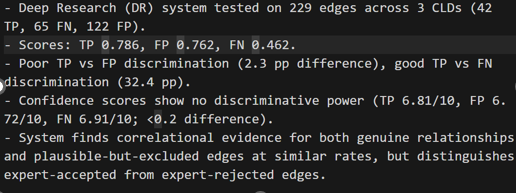 - Deep Research (DR) system tested on 229 edges across 3 CLDs (42
TP, 65 FN, 122 FP).
- Scores: TP 0.786, FP 0.762, FN 0.462.
- Poor TP vs FP discrimination (2.3 pp difference), good TP vs FN
discrimination (32.4 pp).
- Confidence scores show no discriminative power (TP 6.81/10, FP 6.
72/10, FN 6.91/10; <0.2 difference).
- System finds correlational evidence for both genuine relationships
and plausible-but-excluded edges at similar rates, but distinguishes
expert-accepted from expert-rejected edges.